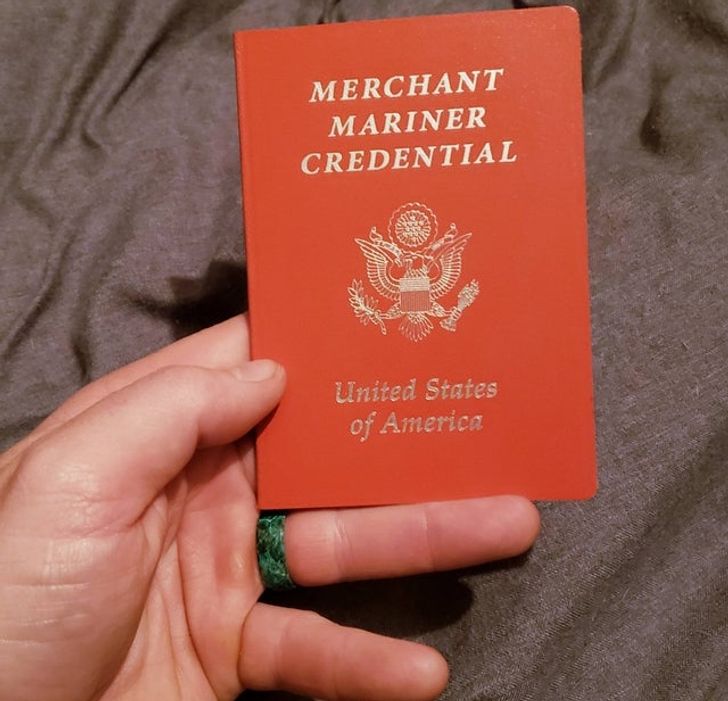 MERCHANT
MARINER
CREDENTIAL
United States
of America